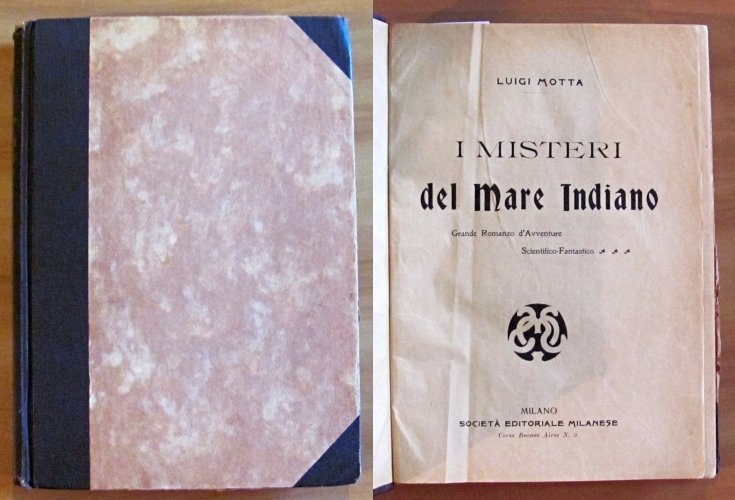 LUIGI MOTTA
I MISTERI
del Mare Indiano
Grande Romanzo d'Avventure
Scientifico-Fantastico
MILANO
SOCIETÀ EDITORIALE MILANESE
Corso Buenos Aires N. 5